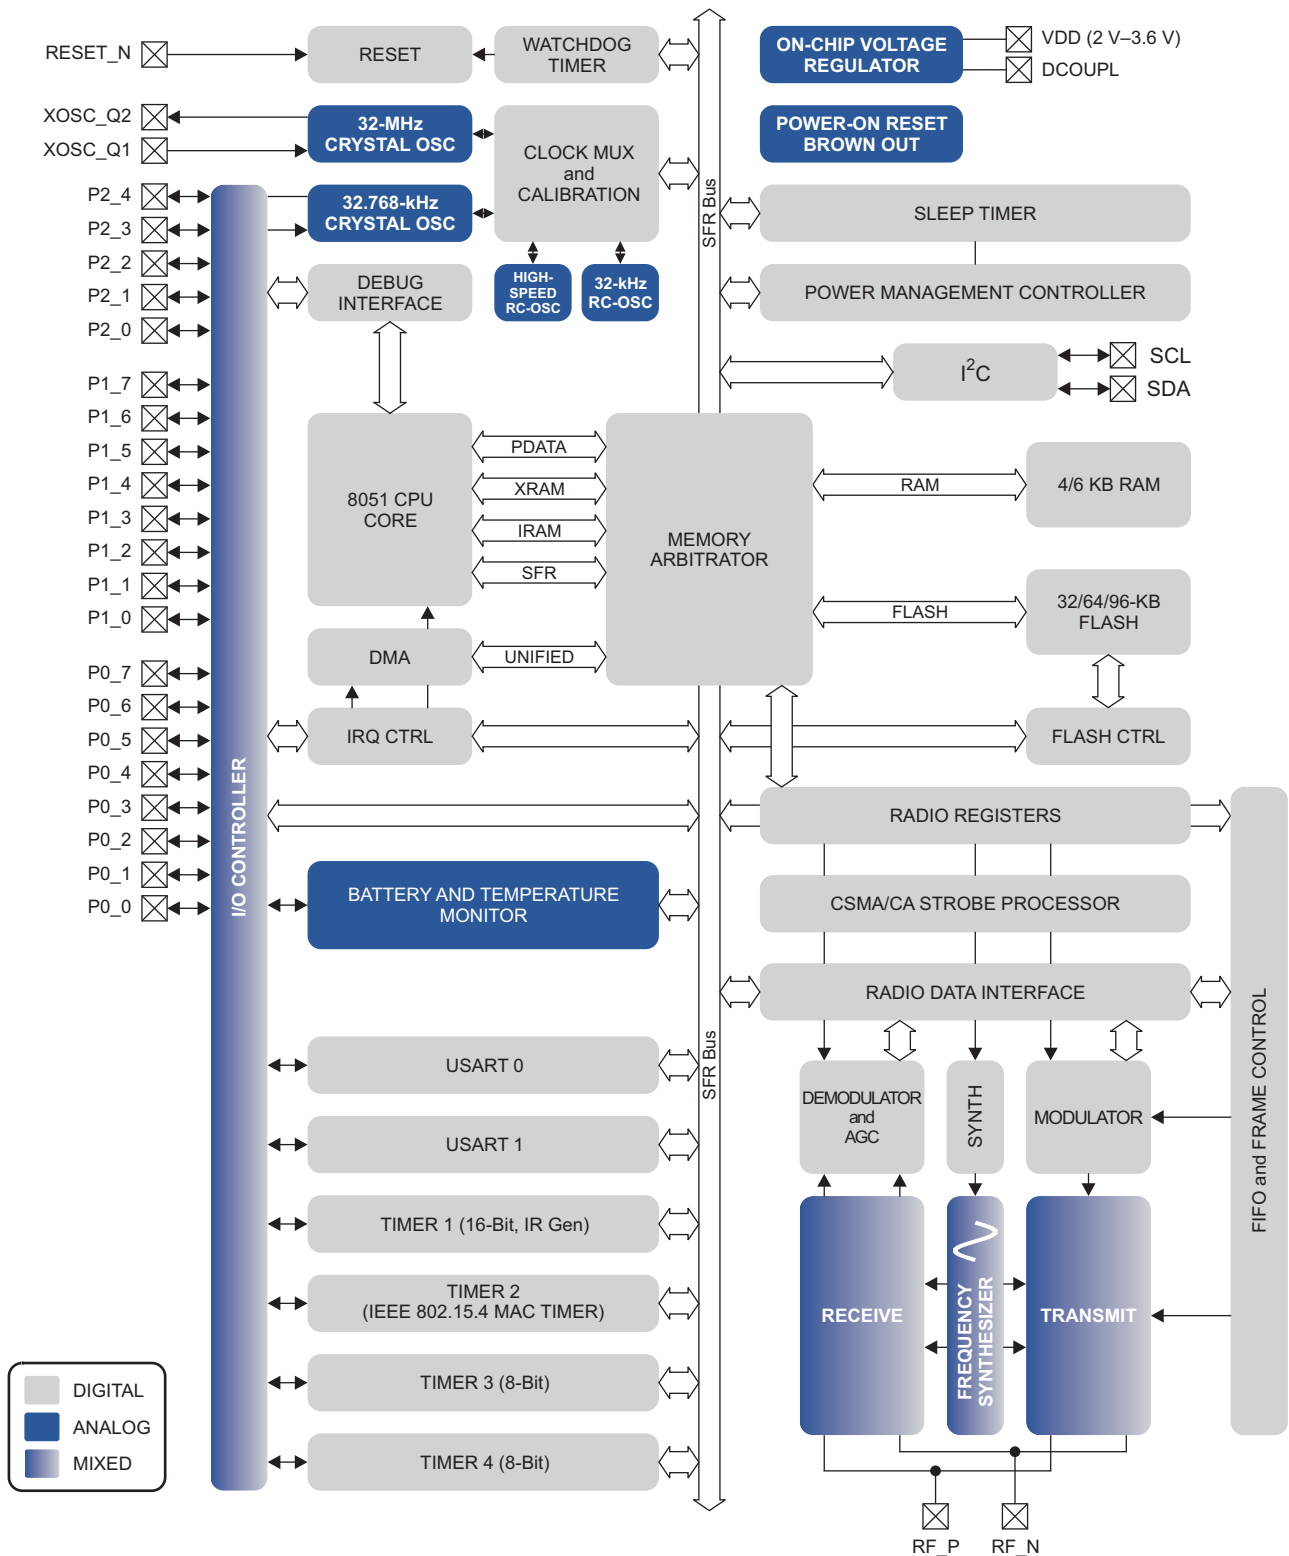 RESET_N
XOSC_Q2
XOSC_Q1
P2_4
P2_3
P2_2
P2_1
P2_0
P1_7
P1_6
P1_5
P1_4
P1_3
P1_2
P1_1
P1_0
P0_7
P0_6
P0_5
P0_4
P0_3
P0_2
P0_1
P0_0
I/O CONTROLLER
RESET
WATCHDOG
TIMER
32-MHz
CRYSTAL OSC
32.768-kHz
CRYSTAL OSC
CLOCK MUX
and
CALIBRATION
HIGH-
SPEED
RC-OSC
32-kHz
RC-OSC
DEBUG
INTERFACE
8051 CPU
CORE
PDATA
XRAM
IRAM
SFR
DMA
UNIFIED
IRQ CTRL
MEMORY
ARBITRATOR
SFR Bus
ON-CHIP VOLTAGE
REGULATOR
VDD (2 V–3.6 V)
DCOUPL
POWER-ON RESET
BROWN OUT
SLEEP TIMER
POWER MANAGEMENT CONTROLLER
I2C
SCL
SDA
RAM
4/6 KB RAM
FLASH
32/64/96-KB
FLASH
FLASH CTRL
BATTERY AND TEMPERATURE
MONITOR
USART 0
USART 1
TIMER 1 (16-Bit, IR Gen)
TIMER 2
(IEEE 802.15.4 MAC TIMER)
TIMER 3 (8-Bit)
TIMER 4 (8-Bit)
SFR Bus
RADIO REGISTERS
CSMA/CA STROBE PROCESSOR
RADIO DATA INTERFACE
DEMODULATOR
and
AGC
SYNTH
MODULATOR
RECEIVE
FREQUENCY
SYNTHESIZER
TRANSMIT
FIFO and FRAME CONTROL
RF_P
RF_N
DIGITAL
ANALOG
MIXED